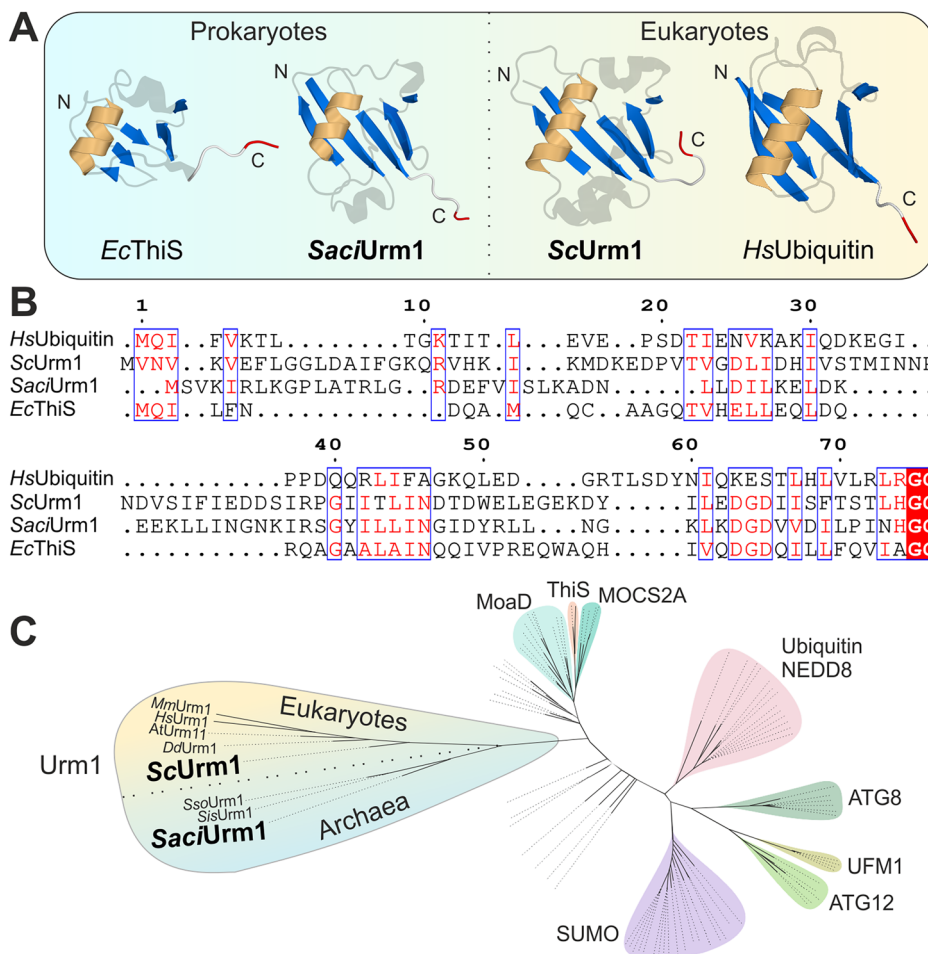 A
Prokaryotes
Eukaryotes
N
C
EcThiS
N
C
SaciUrm1
N
C
ScUrm1
N
C
HsUbiquitin
B
1 10 20 30
HsUbiquitin .MQI..FVKTL......TGKTIT.L...EVE..PSDTIENVKAKIQDKEGI.
ScUrm1 MVNV..KVEFLGGLDAIFGKQRVHK.I...KMDKEDPVTVGDLIDHIVSTMINN
SaciUrm1 ..MSVKIRLKGPLATRLG.RDEFVISLKADN......LLDILKELDK.....
EcThiS .MQI..LFN..........DQA.M...QC..AAGQTVHELLEQLDQ.....
40 50 60 70
HsUbiquitin ...........PPDQQRLIFAGKQLED....GRTLSDYNIQKESTLHLVLRLRGG
ScUrm1 NDVSIFIEDDSIRPGIITLINDTDWELEGEKDY....ILEDGDIISFTSTLHGG
SaciUrm1 .EEKLLINGNKIRSGYILLINGIDYRLL...NG....KLKDGDVVDILPINHGG
EcThiS ...........RQAGAALAINQQIVPREQWAQH.....IVQDGDQILLFQVIAGG
C
Urm1
Eukaryotes
MmUrm1
HsUrm1
AtUrm11
DdUrm1
ScUrm1
SsoUrm1
SisUrm1
SaciUrm1
Archaea
MoaD
ThiS
MOCS2A
Ubiquitin
NEDD8
ATG8
UFM1
ATG12
SUMO